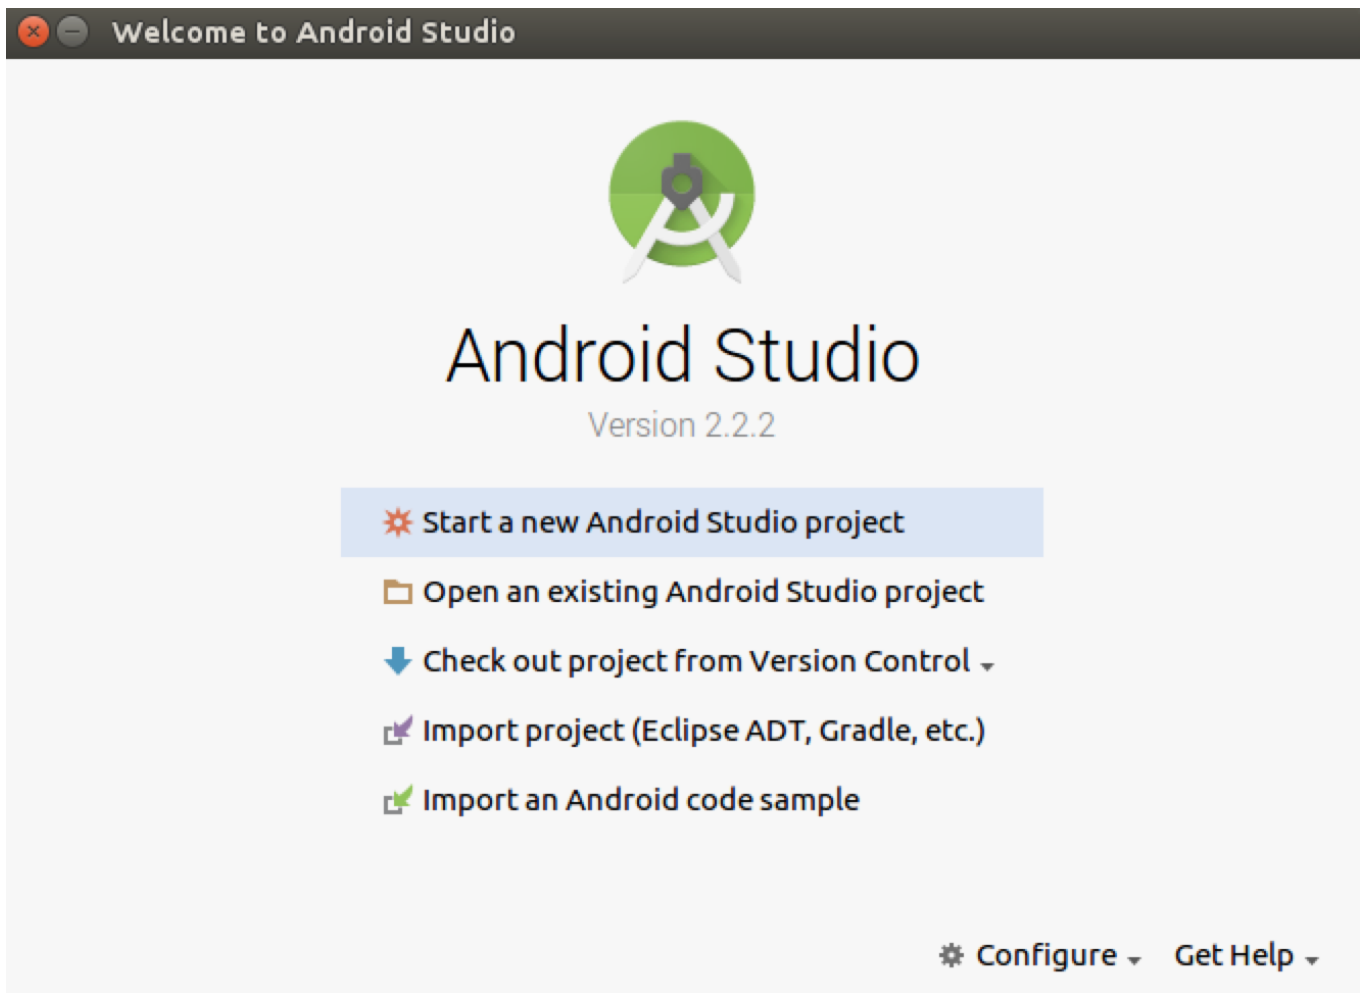 Welcome to Android Studio
Android Studio
Version 2.2.2
Start a new Android Studio project
Open an existing Android Studio project
Check out project from Version Control
Import project (Eclipse ADT, Gradle, etc.)
Import an Android code sample
Configure Get Help